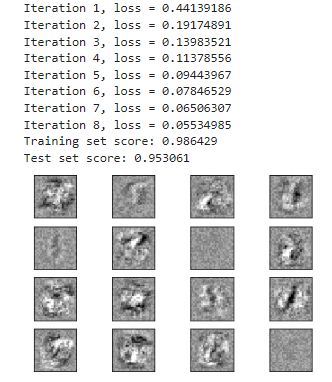 Iteration 1, loss = 0.44139186
Iteration 2, loss = 0.19174891
Iteration 3, loss = 0.13983521
Iteration 4, loss = 0.11378556
Iteration 5, loss = 0.09443967
Iteration 6, loss = 0.07846529
Iteration 7, loss = 0.06506307
Iteration 8, loss = 0.05534985
Training set score: 0.986429
Test set score: 0.953061